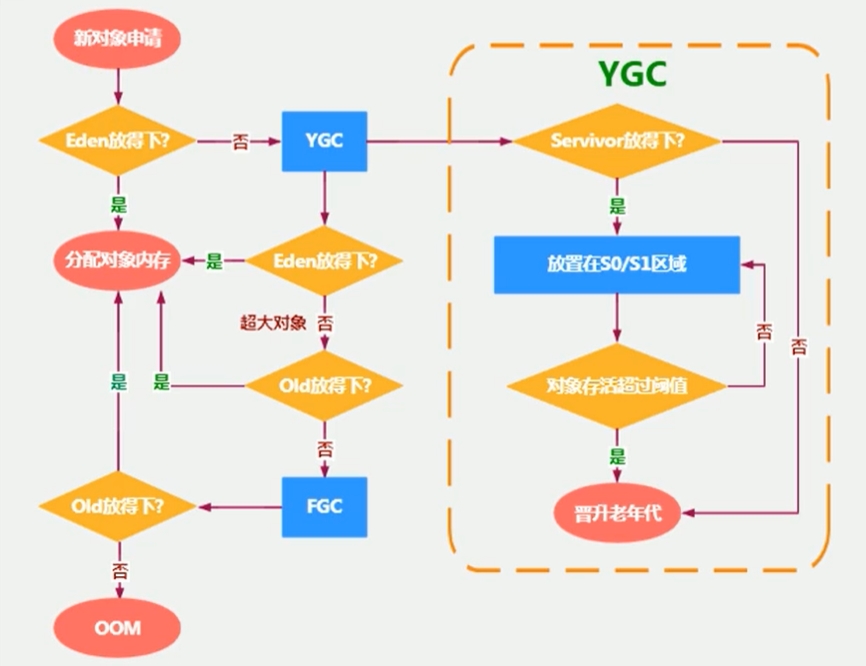 新对象申请
YGC
Eden放得下?
否
YGC
Servivor放得下?
是
是
分配对象内存
是
Eden放得下?
放置在S0/S1区域
超大对象
否
否
否
是
是
Old放得下?
对象存活超过阈值
否
是
Old放得下?
FGC
晋升老年代
否
OOM